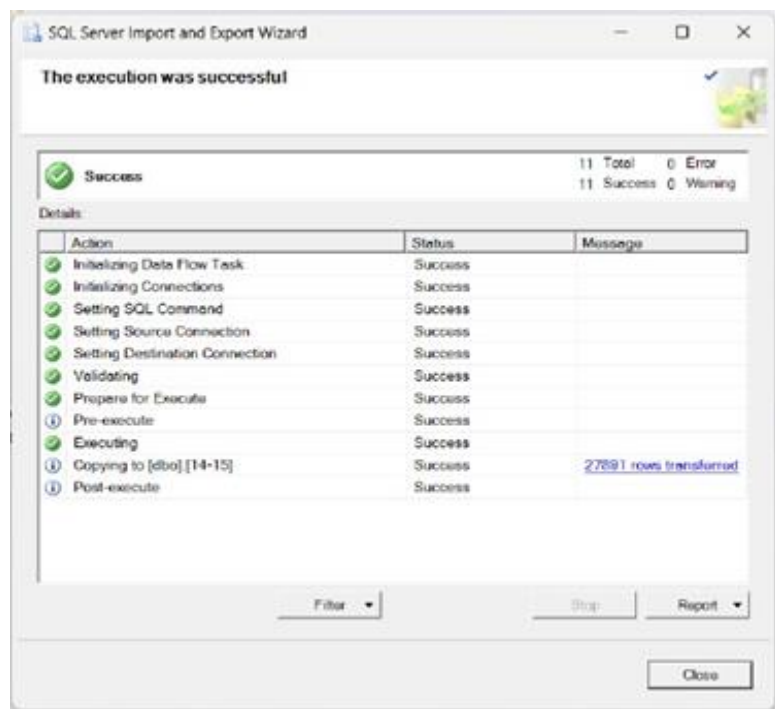 SQL Server Import and Export Wizard
The execution was successful
Success
11 Total 0 Error
11 Success 0 Warning
Details:
Action Status Message
Initializing Data Flow Task Success
Initializing Connections Success
Setting SQL Command Success
Setting Source Connection Success
Setting Destination Connection Success
Validating Success
Prepare for Execute Success
Pre-execute Success
Executing Success
Copying to [dbo].[14-15] Success 27891 rows transferred
Post-execute Success
Filter Stop Report
Close